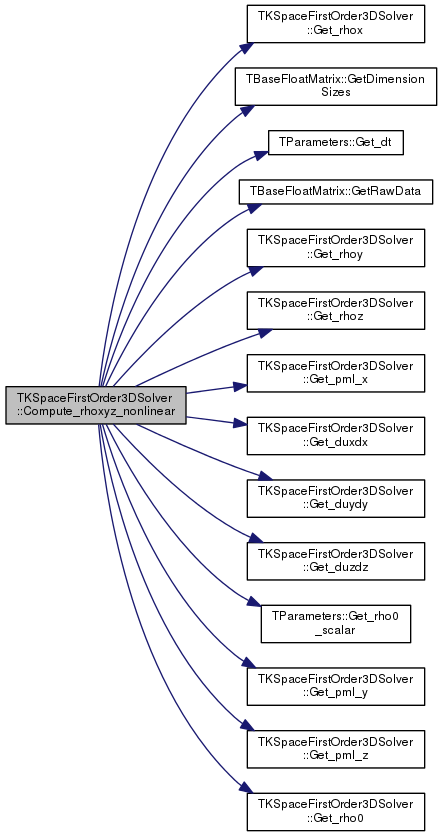 TKSpaceFirstOrder3DSolver
::Get_rhox
TBaseFloatMatrix::GetDimension
Sizes
TParameters::Get_dt
TBaseFloatMatrix::GetRawData
TKSpaceFirstOrder3DSolver
::Get_rhoy
TKSpaceFirstOrder3DSolver
::Get_rhoz
TKSpaceFirstOrder3DSolver
::Get_pml_x
TKSpaceFirstOrder3DSolver
::Compute_rhoxyz_nonlinear
TKSpaceFirstOrder3DSolver
::Get_duxdx
TKSpaceFirstOrder3DSolver
::Get_duydy
TKSpaceFirstOrder3DSolver
::Get_duzdz
TParameters::Get_rho0
_scalar
TKSpaceFirstOrder3DSolver
::Get_pml_y
TKSpaceFirstOrder3DSolver
::Get_pml_z
TKSpaceFirstOrder3DSolver
::Get_rho0